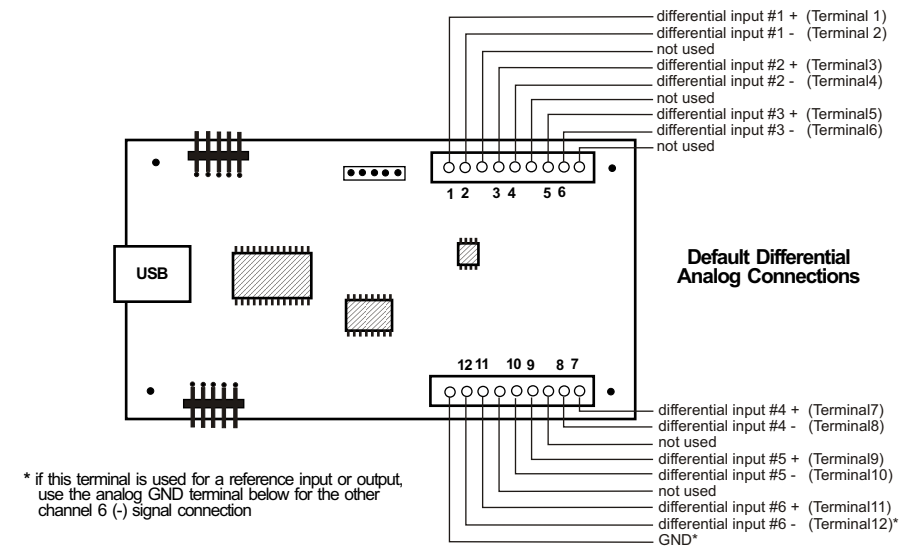 differential input #1 + (Terminal 1)
differential input #1 - (Terminal 2)
not used
differential input #2 + (Terminal3)
differential input #2 - (Terminal4)
not used
differential input #3 + (Terminal5)
differential input #3 - (Terminal6)
not used
1 2 3 4 5 6
USB
Default Differential
Analog Connections
12 11 10 9 8 7
differential input #4 + (Terminal7)
differential input #4 - (Terminal8)
not used
differential input #5 + (Terminal9)
differential input #5 - (Terminal10)
not used
differential input #6 + (Terminal11)
differential input #6 - (Terminal12)*
GND*
* if this terminal is used for a reference input or output,
use the analog GND terminal below for the other
channel 6 (-) signal connection